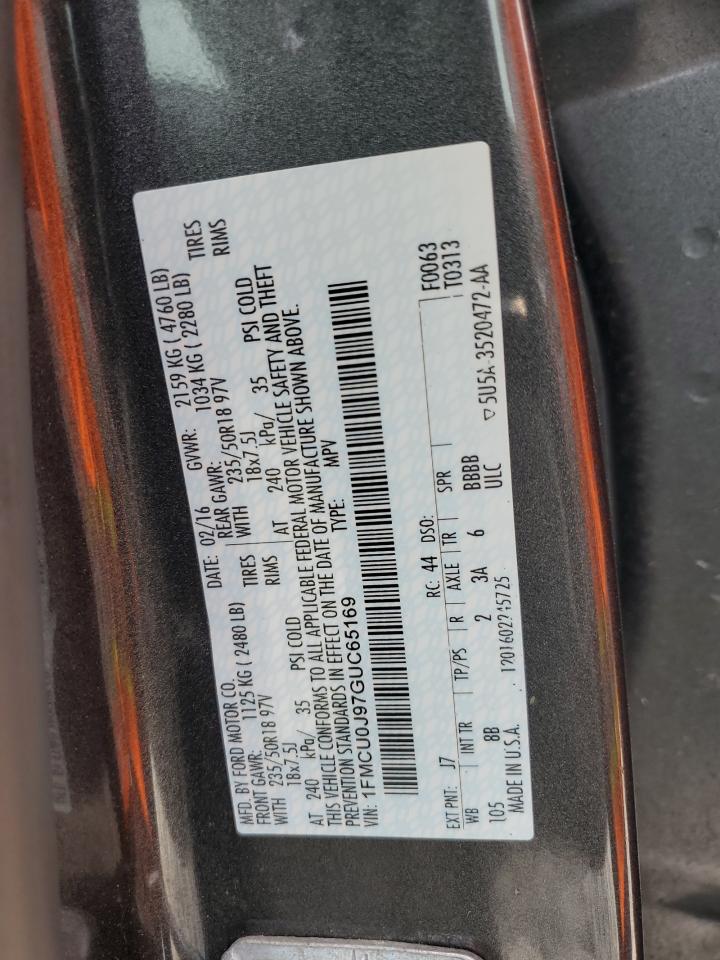 MFD. BY FORD MOTOR CO. DATE: 02/16 GVWR: 2159 KG ( 4760 LB)
FRONT GAWR: 1125 KG ( 2480 LB) REAR GAWR: 1034 KG ( 2280 LB)
WITH 235/50R18 97V TIRES WITH 235/50R18 97V TIRES
18x7.5J RIMS 18x7.5J RIMS
AT 240 kPa/ 35 PSI COLD AT 240 kPa/ 35 PSI COLD
THIS VEHICLE CONFORMS TO ALL APPLICABLE FEDERAL MOTOR VEHICLE SAFETY AND THEFT
PREVENTION STANDARDS IN EFFECT ON THE DATE OF MANUFACTURE SHOWN ABOVE.
VIN: 1FMCU0J97GUC65169 TYPE: MPV
EXT PNT: J7 RC: 44 DSO: F0063
WB INT TR TP/PS R AXLE TR SPR T0313
105 8B 2 3A 6 BBBB
MADE IN U.S.A. ULC ▽5U5A-3520472-AA